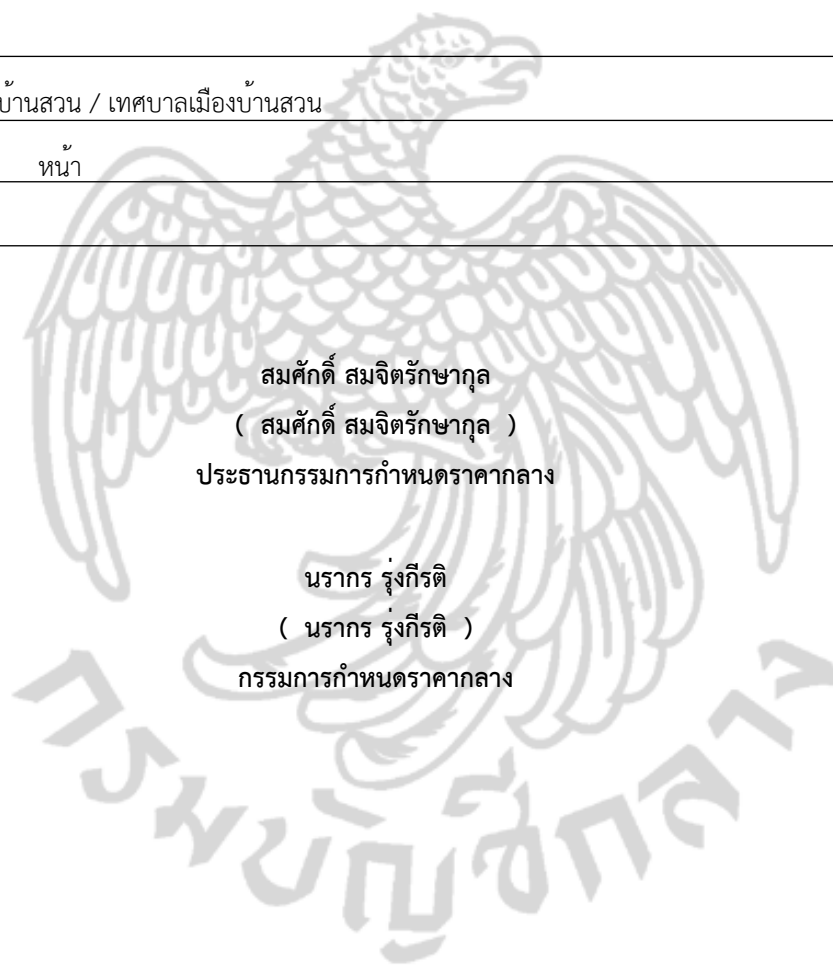 บ้านสวน / เทศบาลเมืองบ้านสวน
หน้า
สมศักดิ์ สมจิตรักษากุล
( สมศักดิ์ สมจิตรักษากุล )
ประธานกรรมการกำหนดราคากลาง
นรากร รุ่งกีรติ
( นรากร รุ่งกีรติ )
กรรมการกำหนดราคากลาง
กรมบัญชีกลาง